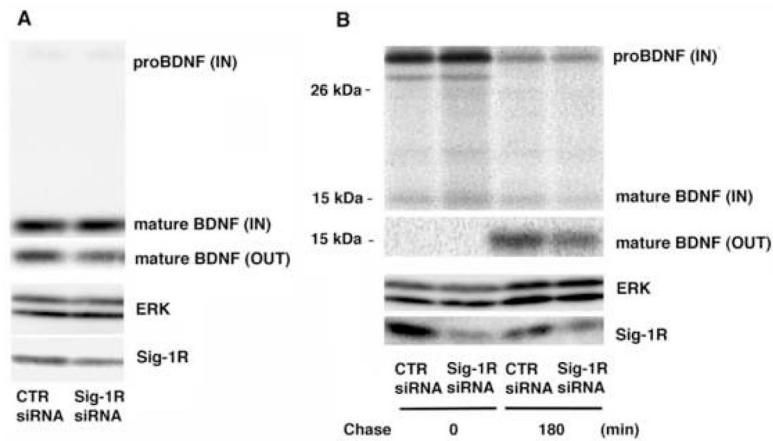 A
proBDNF (IN)
mature BDNF (IN)
mature BDNF (OUT)
ERK
Sig-1R
CTR Sig-1R
siRNA siRNA
B
proBDNF (IN)
26 kDa -
15 kDa -
mature BDNF (IN)
15 kDa -
mature BDNF (OUT)
ERK
Sig-1R
CTR Sig-1R CTR Sig-1R
siRNA siRNA siRNA siRNA
Chase 0 180 (min)